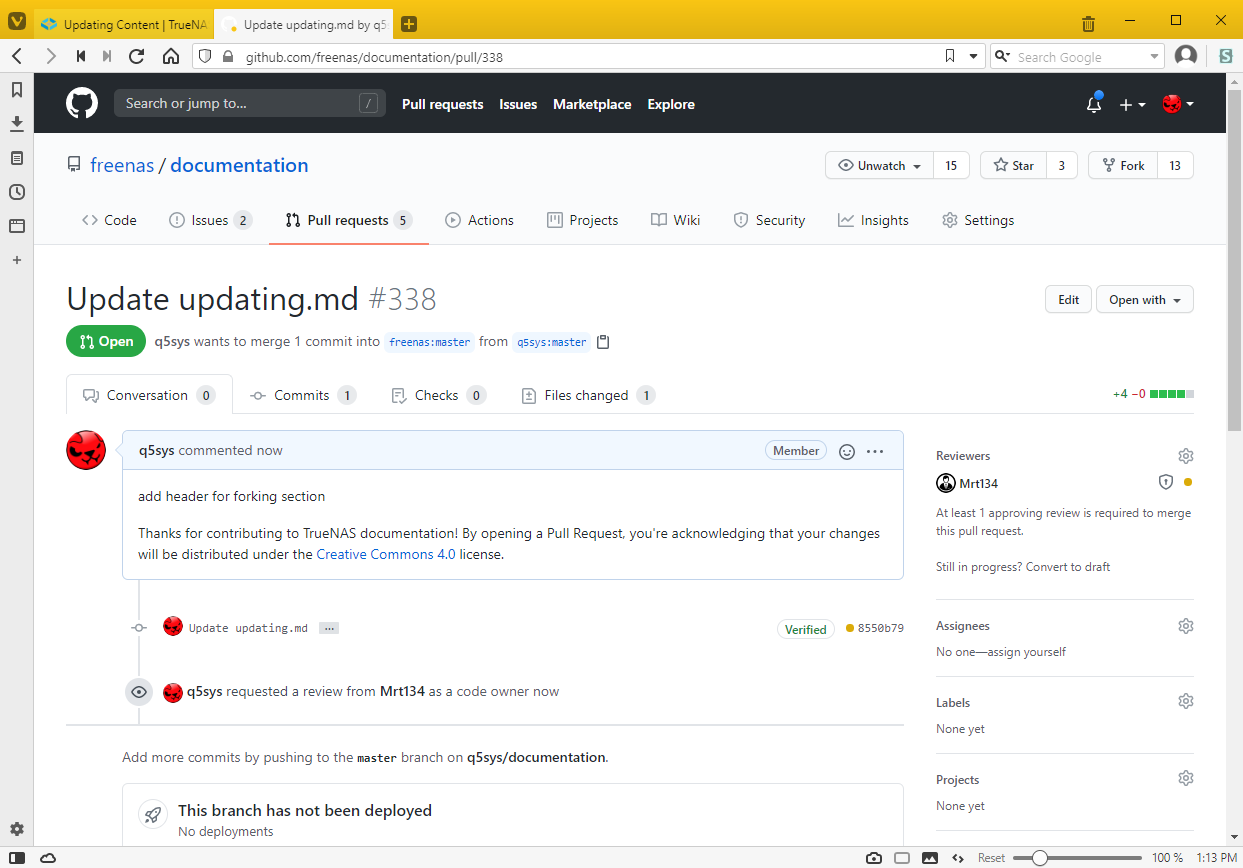 Updating Content | TrueNA
Update updating.md by q5
github.com/freenas/documentation/pull/338
Search Google
Search or jump to...
/
Pull requests
Issues
Marketplace
Explore
freenas / documentation
Unwatch 15
Star 3
Fork 13
Code
Issues 2
Pull requests 5
Actions
Projects
Wiki
Security
Insights
Settings
Update updating.md #338
Edit
Open with
Open
q5sys wants to merge 1 commit into freenas:master from q5sys:master
Conversation 0
Commits 1
Checks 0
Files changed 1
+4 −0
q5sys commented now
Member
add header for forking section
Thanks for contributing to TrueNAS documentation! By opening a Pull Request, you're acknowledging that your changes
will be distributed under the Creative Commons 4.0 license.
Update updating.md ...
Verified
8550b79
q5sys requested a review from Mrt134 as a code owner now
Add more commits by pushing to the master branch on q5sys/documentation.
This branch has not been deployed
No deployments
Reviewers
Mrt134
At least 1 approving review is required to merge
this pull request.
Still in progress? Convert to draft
Assignees
No one—assign yourself
Labels
None yet
Projects
None yet
Reset
100 %
1:13 PM